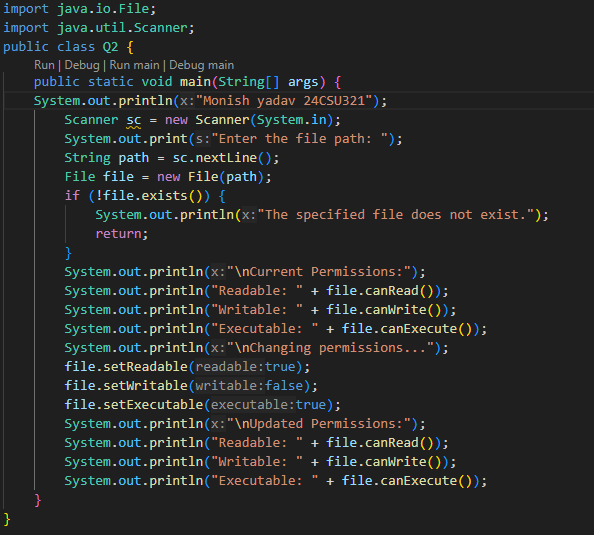 import java.io.File;
import java.util.Scanner;
public class Q2 {
Run | Debug | Run main | Debug main
    public static void main(String[] args) {
    System.out.println(x:"Monish yadav 24CSU321");
        Scanner sc = new Scanner(System.in);
        System.out.print(s:"Enter the file path: ");
        String path = sc.nextLine();
        File file = new File(path);
        if (!file.exists()) {
            System.out.println(x:"The specified file does not exist.");
            return;
        }
        System.out.println(x:"\nCurrent Permissions:");
        System.out.println("Readable: " + file.canRead());
        System.out.println("Writable: " + file.canWrite());
        System.out.println("Executable: " + file.canExecute());
        System.out.println(x:"\nChanging permissions...");
        file.setReadable(readable:true);
        file.setWritable(writable:false);
        file.setExecutable(executable:true);
        System.out.println(x:"\nUpdated Permissions:");
        System.out.println("Readable: " + file.canRead());
        System.out.println("Writable: " + file.canWrite());
        System.out.println("Executable: " + file.canExecute());
    }
}